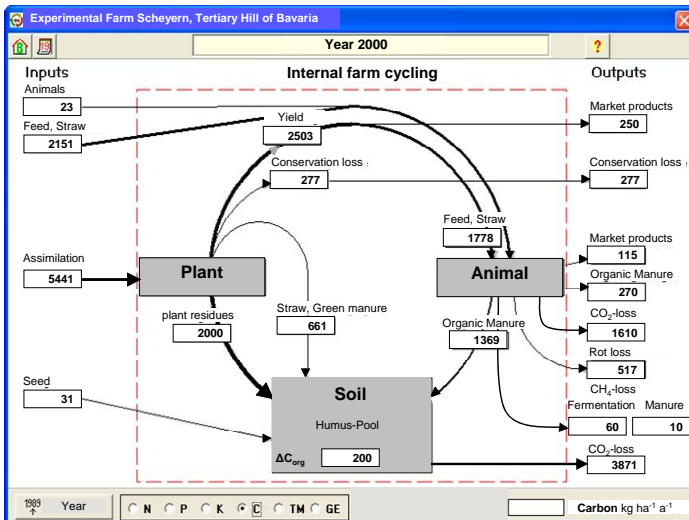 Experimental Farm Scheyern, Tertiary Hill of Bavaria
Year 2000
?
Inputs
Internal farm cycling
Outputs
Animals
23
Feed, Straw
2151
Yield
2503
Market products
250
Conservation loss
277
Conservation loss
277
Feed, Straw
1778
Assimilation
5441
Plant
Animal
Market products
115
Organic Manure
270
plant residues
2000
Straw, Green manure
661
Organic Manure
1369
CO₂-loss
1610
Rot loss
517
Seed
31
Soil
Humus-Pool
ΔC_org 200
CH₄-loss
Fermentation Manure
60 10
CO₂-loss
3871
1989 Year
N P K C TM GE
Carbon kg ha⁻¹ a⁻¹